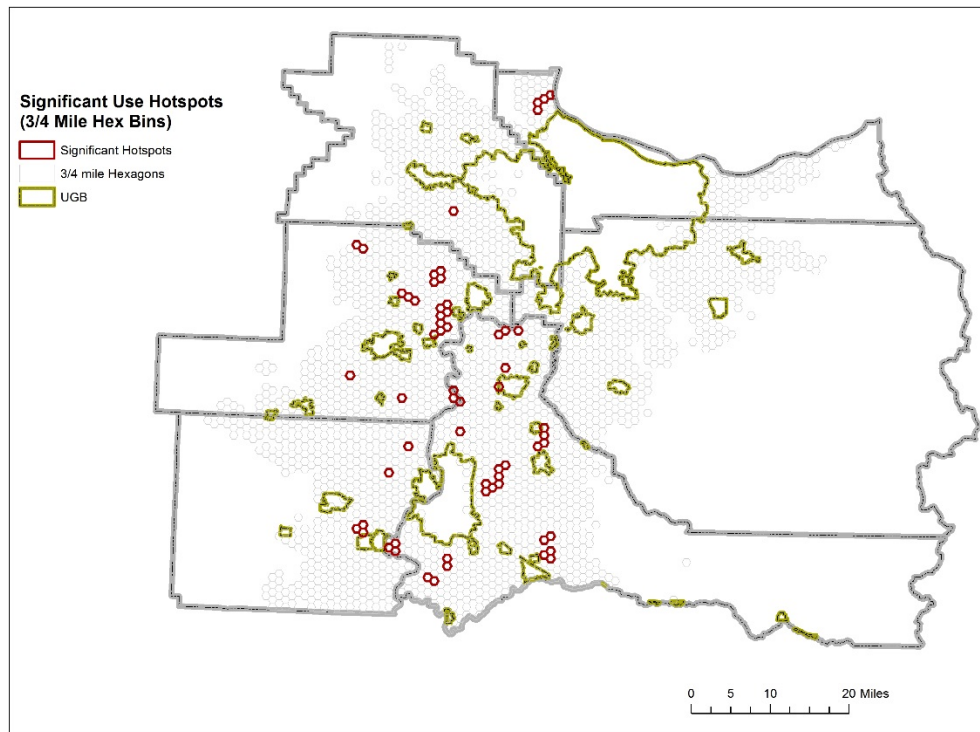 Significant Use Hotspots
(3/4 Mile Hex Bins)
Significant Hotspots
3/4 mile Hexagons
UGB
0 5 10 20 Miles